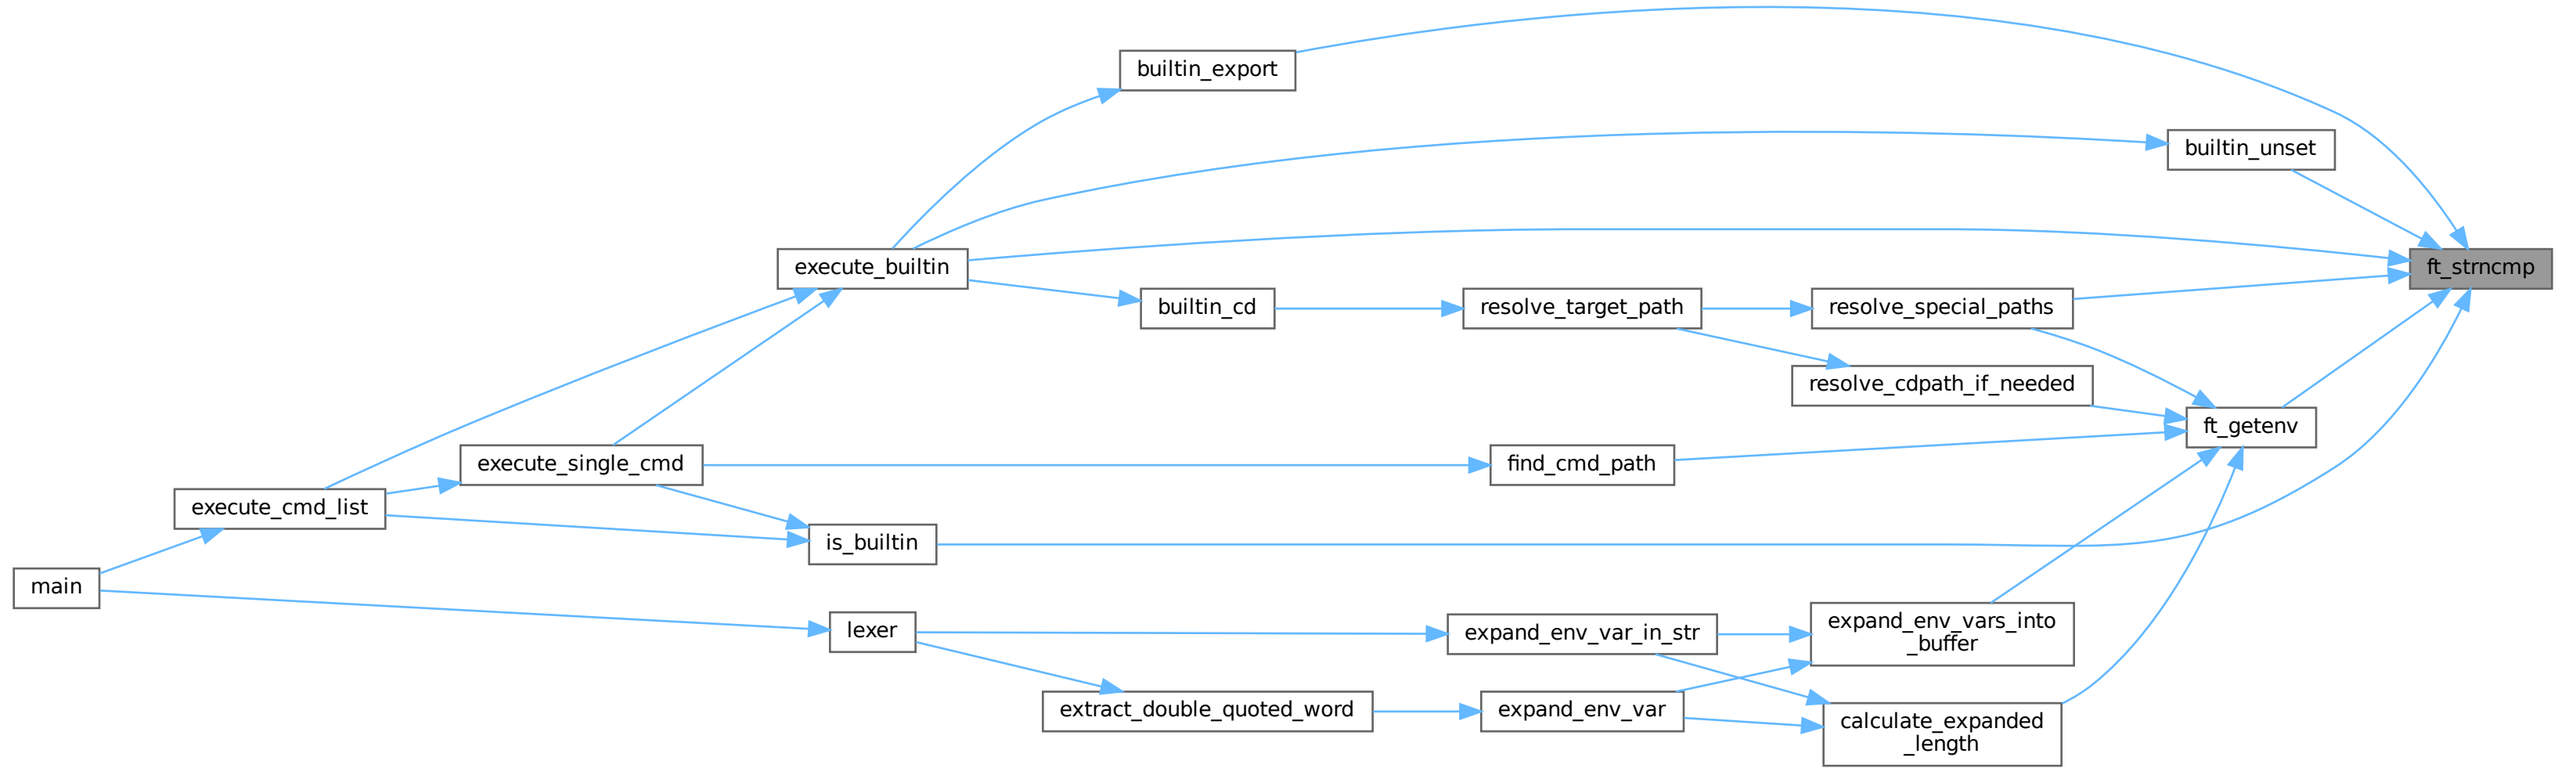 builtin_export
builtin_unset
execute_builtin
ft_strncmp
builtin_cd
resolve_target_path
resolve_special_paths
resolve_cdpath_if_needed
ft_getenv
execute_single_cmd
find_cmd_path
execute_cmd_list
is_builtin
main
lexer
expand_env_var_in_str
expand_env_vars_into
_buffer
extract_double_quoted_word
expand_env_var
calculate_expanded
_length